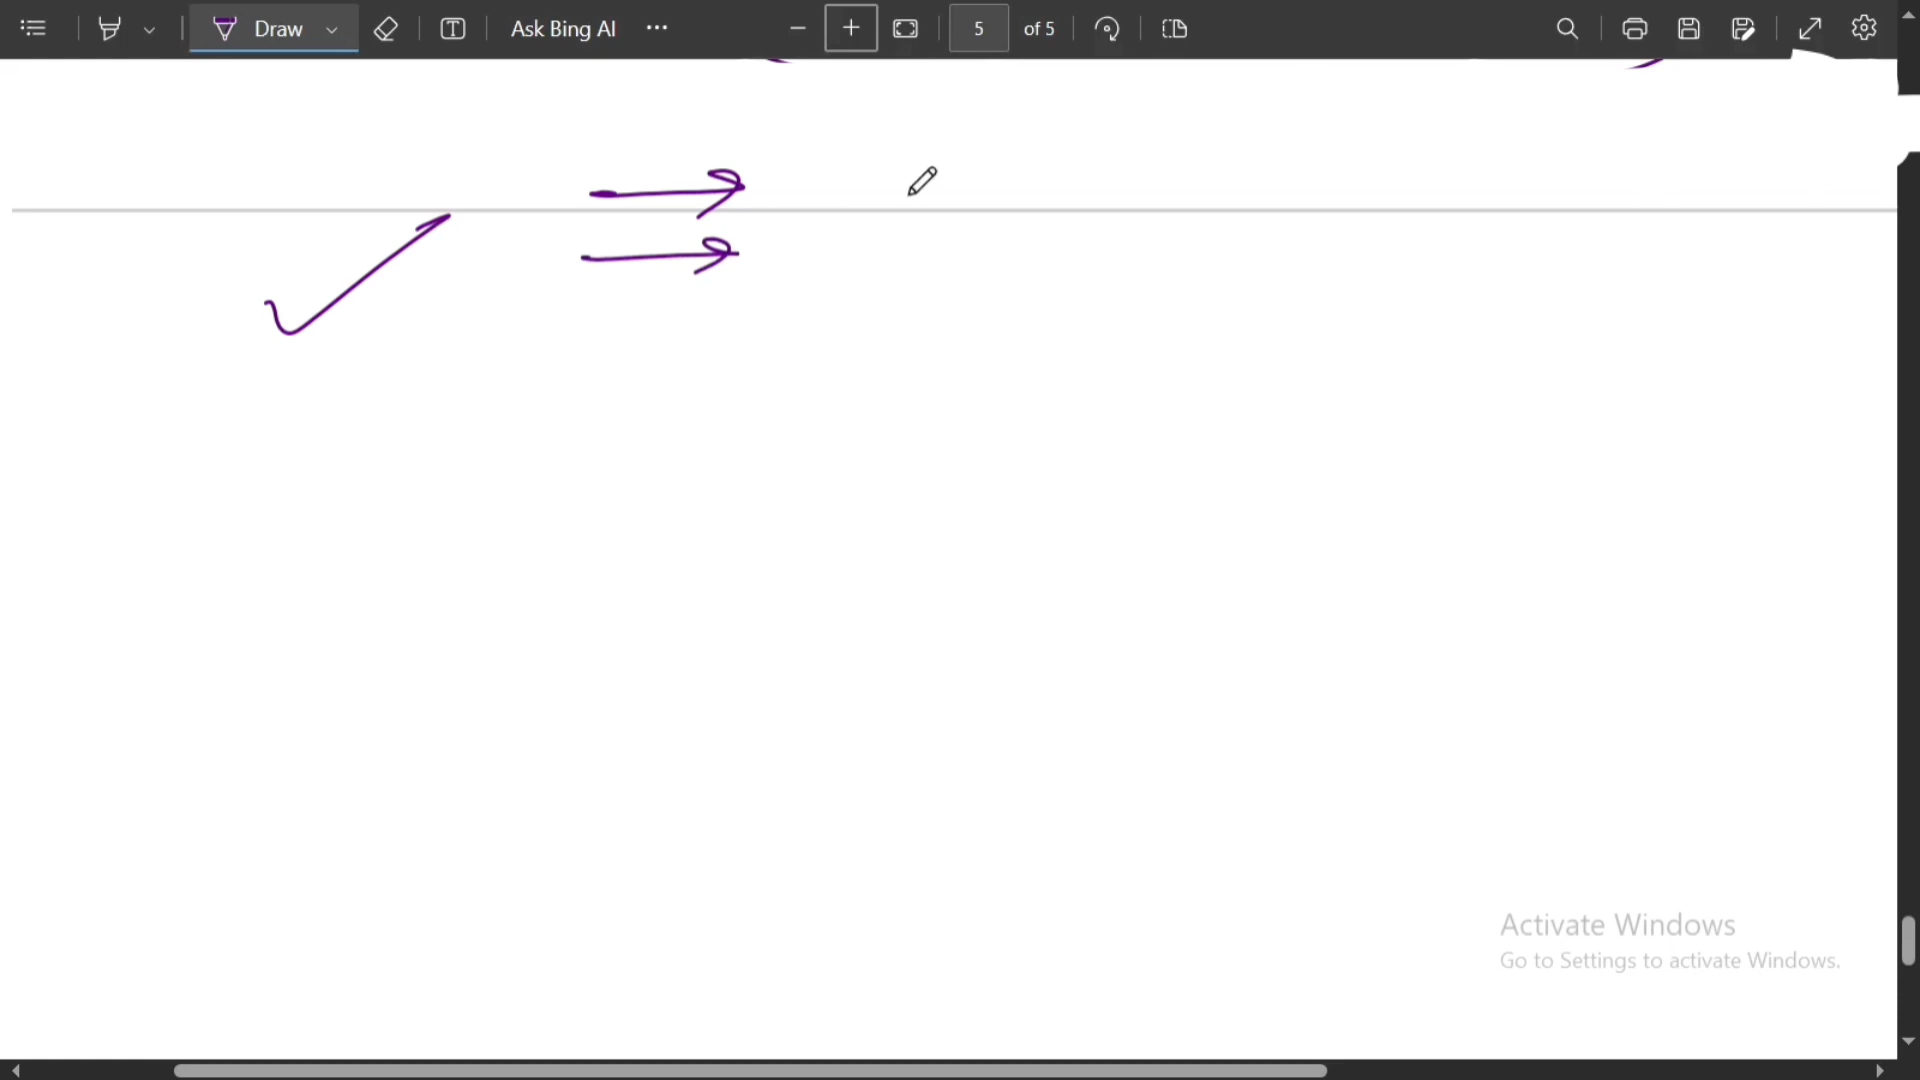 Draw Ask Bing AI 5 of 5
Activate Windows
Go to Settings to activate Windows.